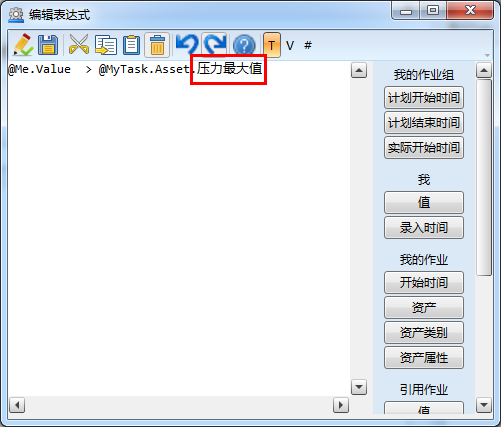 编辑表达式
T V #
@Me.Value  > @MyTask.Asset.压力最大值
我的作业组
计划开始时间
计划结束时间
实际开始时间
我
值
录入时间
我的作业
开始时间
资产
资产类别
资产属性
引用作业
值